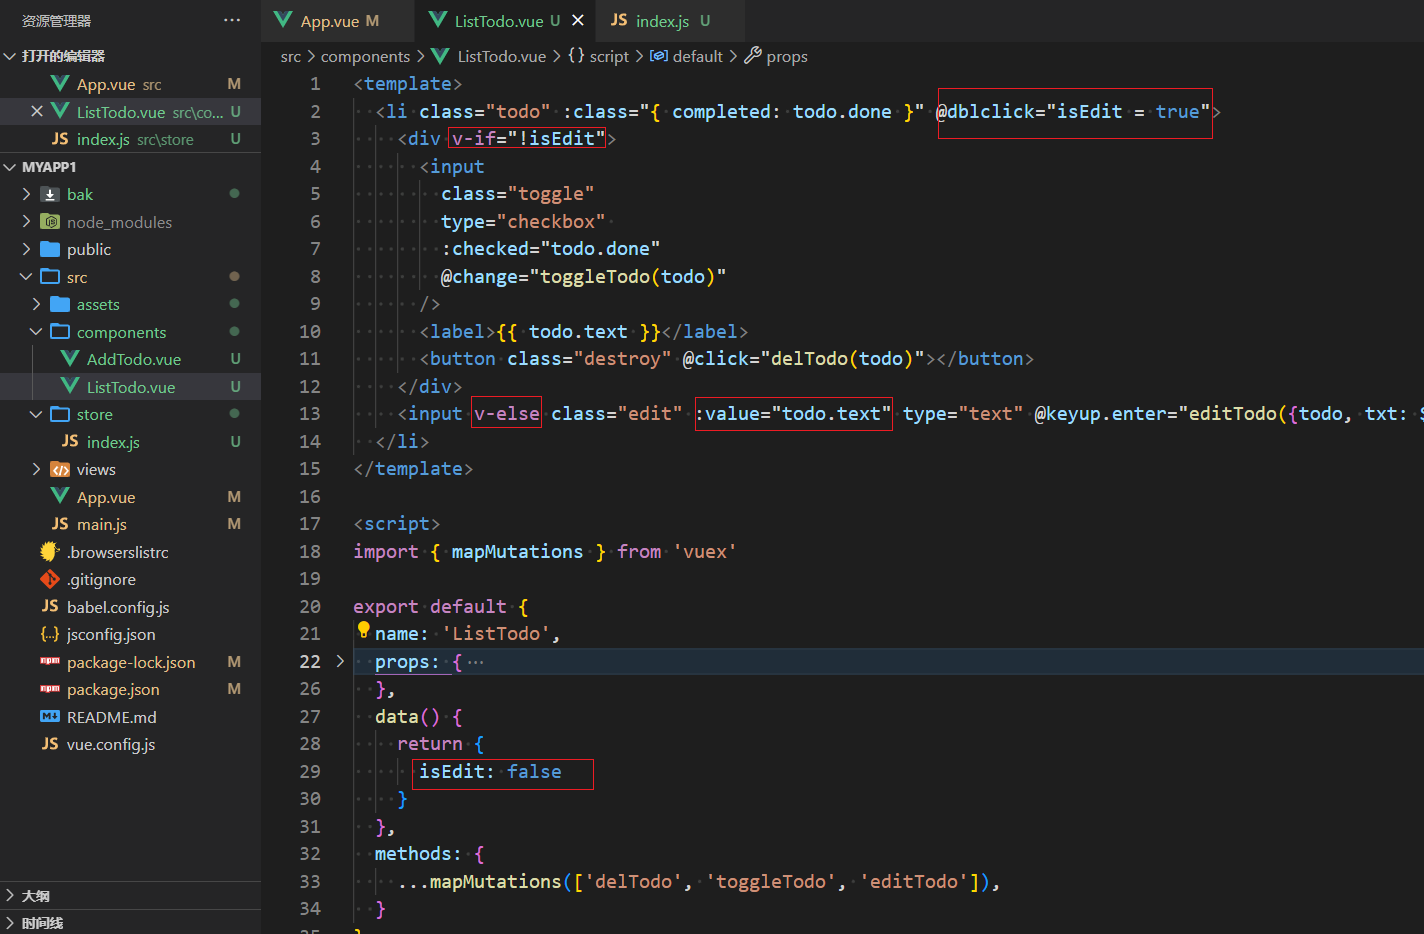 资源管理器
···
打开的编辑器
App.vue src M
ListTodo.vue src\co... U
JS index.js src\store U
MYAPP1
bak
node_modules
public
src
assets
components
AddTodo.vue U
ListTodo.vue U
store
JS index.js U
views
App.vue M
JS main.js M
.browserslistrc
.gitignore
JS babel.config.js
{..} jsconfig.json
npm package-lock.json M
npm package.json M
README.md
JS vue.config.js
大纲
时间线
App.vue M
ListTodo.vue U
JS index.js U
src > components > ListTodo.vue > {} script > default > props
1 <template>
2 <li class="todo" :class="{ completed: todo.done }" @dblclick="isEdit = true">
3 <div v-if="!isEdit">
4 <input
5 class="toggle"
6 type="checkbox"
7 :checked="todo.done"
8 @change="toggleTodo(todo)"
9 />
10 <label>{{ todo.text }}</label>
11 <button class="destroy" @click="delTodo(todo)"></button>
12 </div>
13 <input v-else class="edit" :value="todo.text" type="text" @keyup.enter="editTodo({todo, txt: $
14 </li>
15 </template>
16
17 <script>
18 import { mapMutations } from 'vuex'
19
20 export default {
21 name: 'ListTodo',
22 props: { ···
26 },
27 data() {
28 return {
29 isEdit: false
30 }
31 },
32 methods: {
33 ...mapMutations(['delTodo', 'toggleTodo', 'editTodo']),
34 }